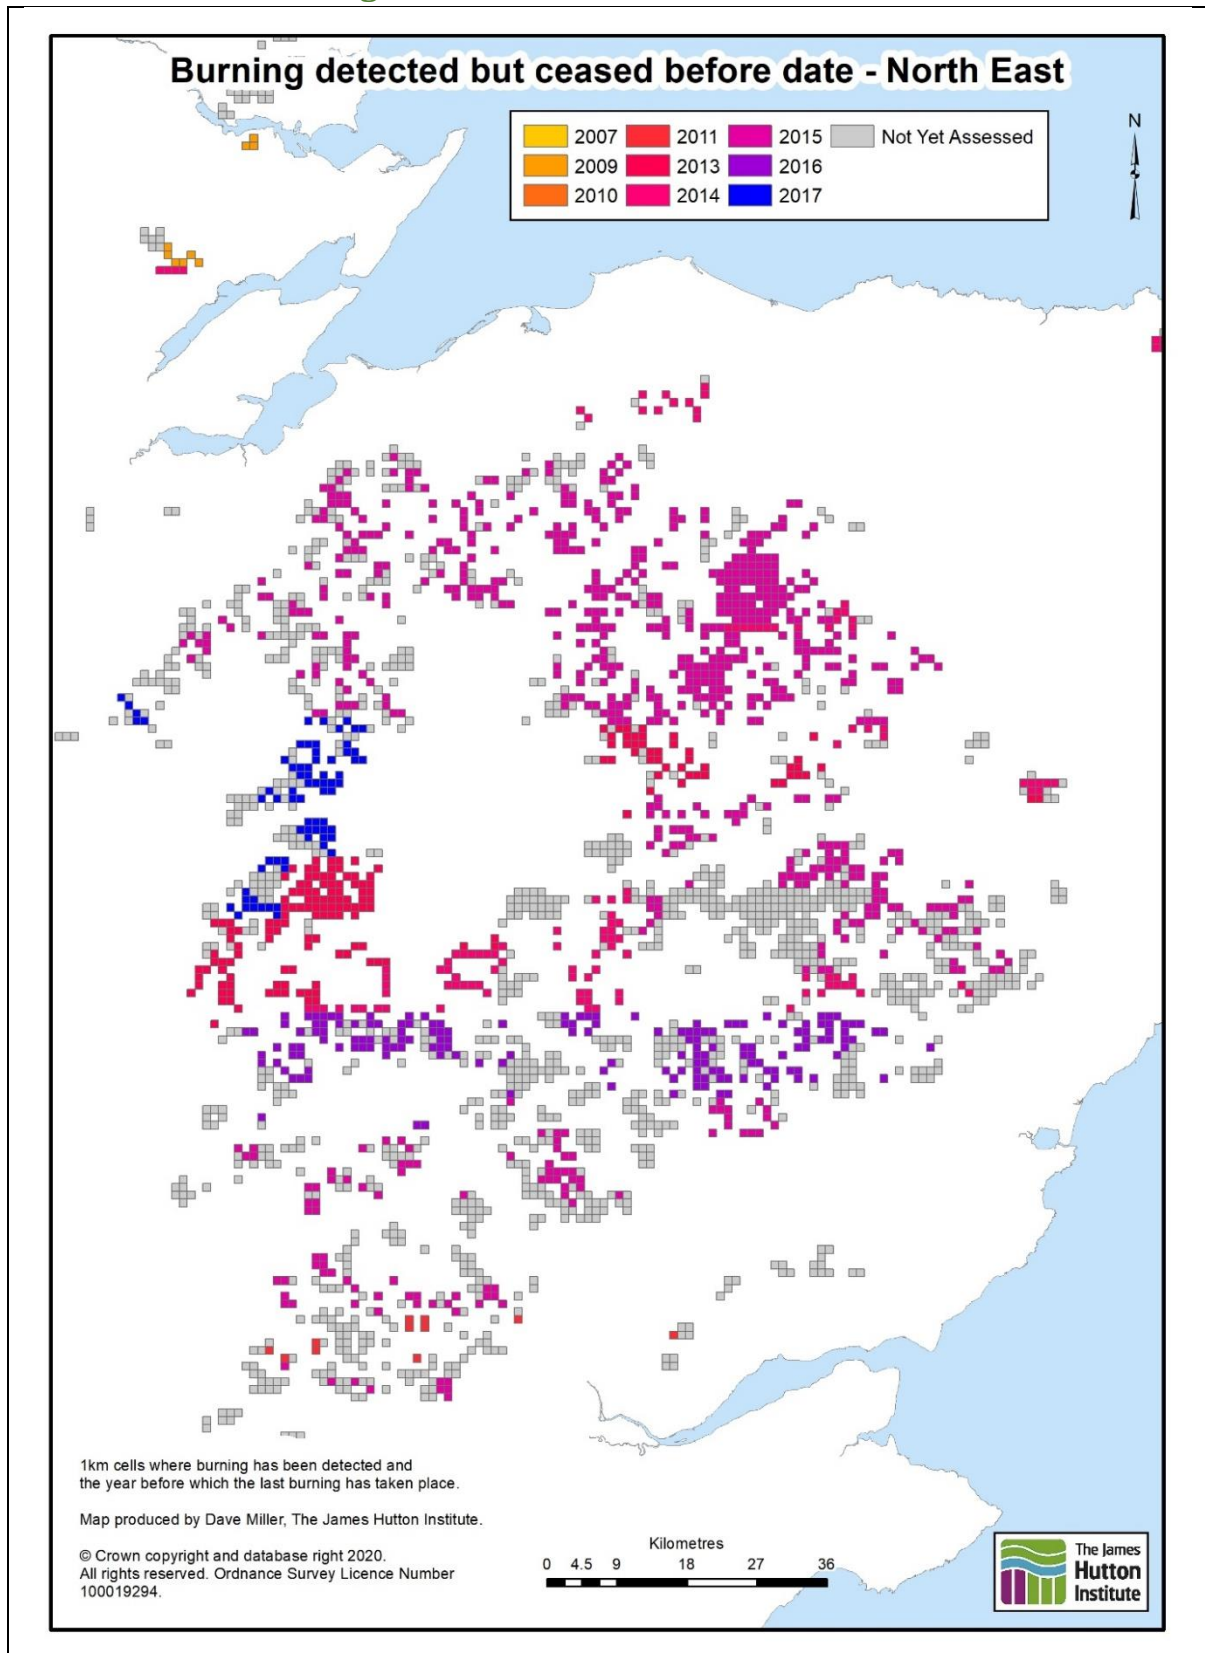 Burning detected but ceased before date - North East
2007
2009
2010
2011
2013
2014
2015
2016
2017
Not Yet Assessed
N
1km cells where burning has been detected and
the year before which the last burning has taken place.
Map produced by Dave Miller, The James Hutton Institute.
© Crown copyright and database right 2020.
All rights reserved. Ordnance Survey Licence Number
100019294.
Kilometres
0 4.5 9 18 27 36
The James
Hutton
Institute